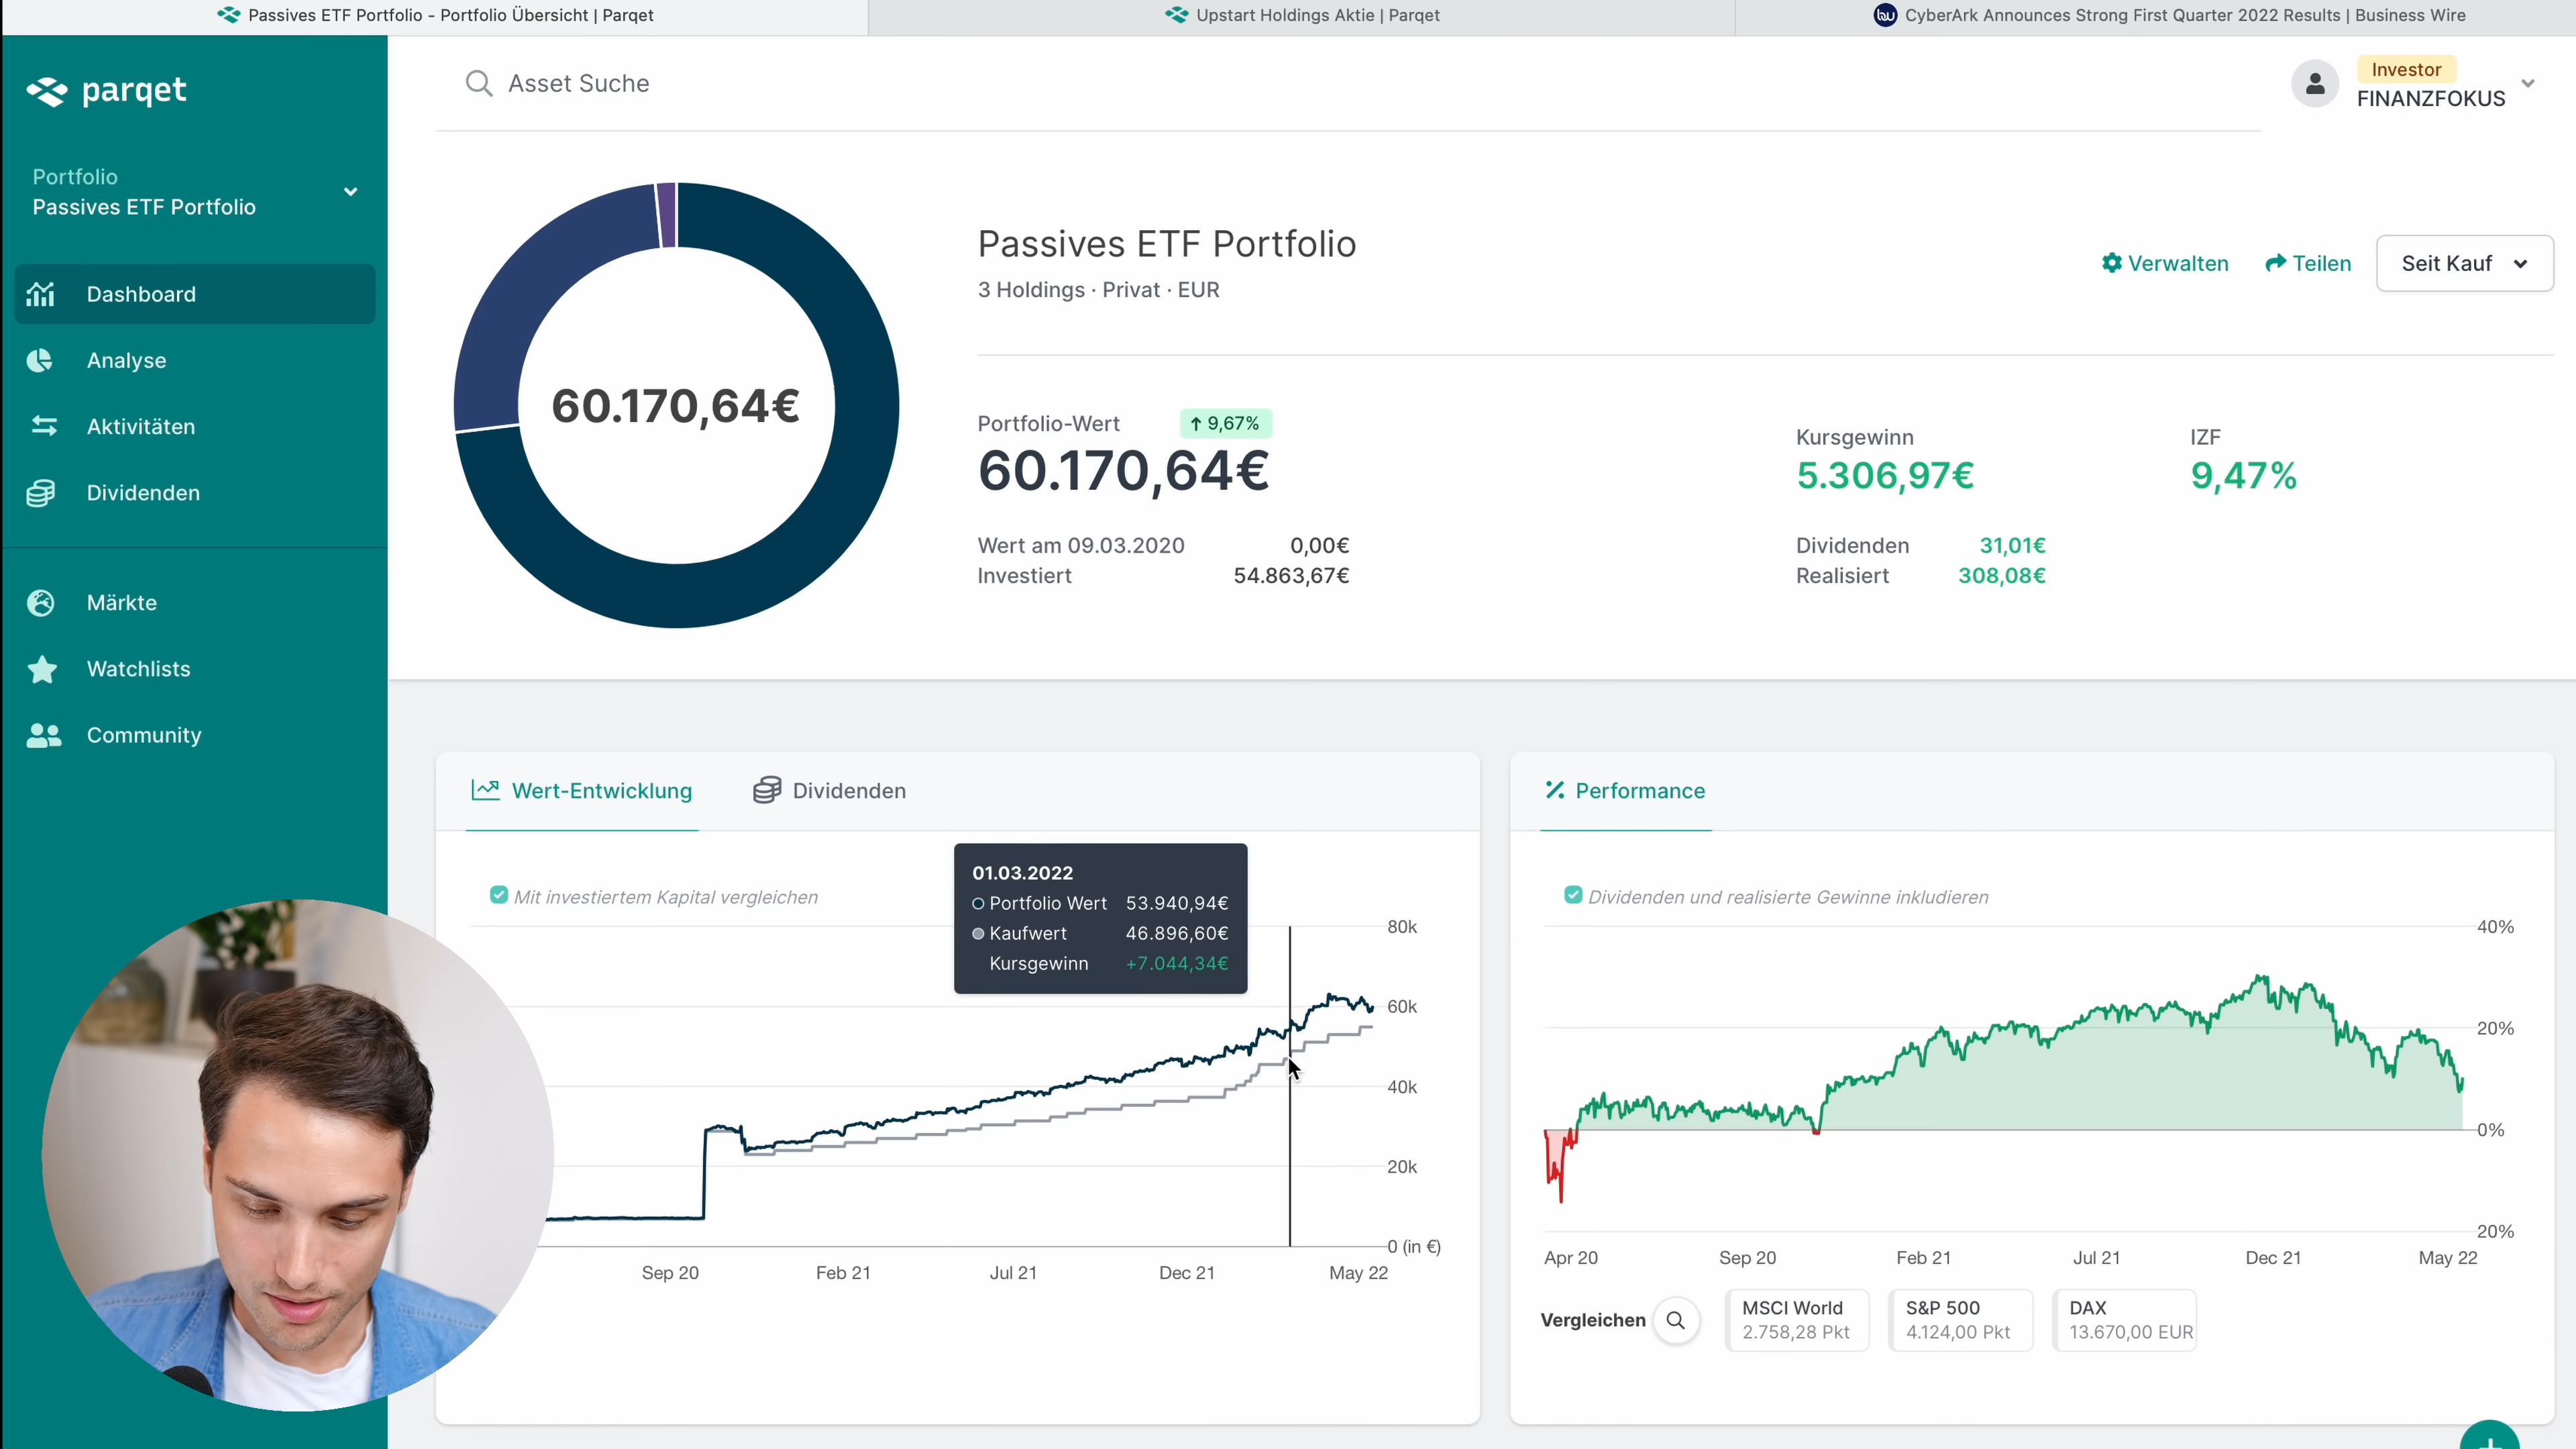 Passives ETF Portfolio - Portfolio Übersicht | Parqet
Upstart Holdings Aktie | Parqet
CyberArk Announces Strong First Quarter 2022 Results | Business Wire
parqet
Asset Suche
Investor
FINANZFOKUS
Portfolio
Passives ETF Portfolio
Dashboard
Analyse
Aktivitäten
Dividenden
Märkte
Watchlists
Community
60.170,64€
Passives ETF Portfolio
3 Holdings · Privat · EUR
Verwalten
Teilen
Seit Kauf
Portfolio-Wert
↑ 9,67%
60.170,64€
Wert am 09.03.2020 0,00€
Investiert 54.863,67€
Kursgewinn
5.306,97€
IZF
9,47%
Dividenden 31,01€
Realisiert 308,08€
Wert-Entwicklung
Dividenden
Mit investiertem Kapital vergleichen
01.03.2022
Portfolio Wert 53.940,94€
Kaufwert 46.896,60€
Kursgewinn +7.044,34€
80k
60k
40k
20k
0 (in €)
Sep 20 Feb 21 Jul 21 Dec 21 May 22
Performance
Dividenden und realisierte Gewinne inkludieren
40%
20%
0%
20%
Apr 20 Sep 20 Feb 21 Jul 21 Dec 21 May 22
Vergleichen
MSCI World
2.758,28 Pkt
S&P 500
4.124,00 Pkt
DAX
13.670,00 EUR